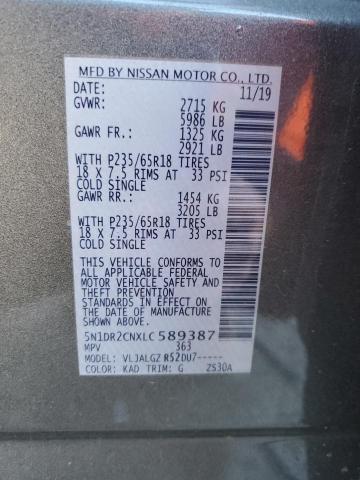 MFD BY NISSAN MOTOR CO., LTD.
DATE: 11/19
GVWR: 2715 KG
5986 LB
GAWR FR.: 1325 KG
2921 LB
WITH P235/65R18 TIRES
18 X 7.5 RIMS AT 33 PSI
COLD SINGLE
GAWR RR.: 1454 KG
3205 LB
WITH P235/65R18 TIRES
18 X 7.5 RIMS AT 33 PSI
COLD SINGLE
THIS VEHICLE CONFORMS TO
ALL APPLICABLE FEDERAL
MOTOR VEHICLE SAFETY
AND THEFT PREVENTION
STANDARDS IN EFFECT ON
THE DATE OF MANUFACTURE
SHOWN ABOVE.
5N1DR2CNXLC589387
MPV 363
MODEL: VLJALGZ R52DU7-----
COLOR: KAD TRIM: G ZS30A